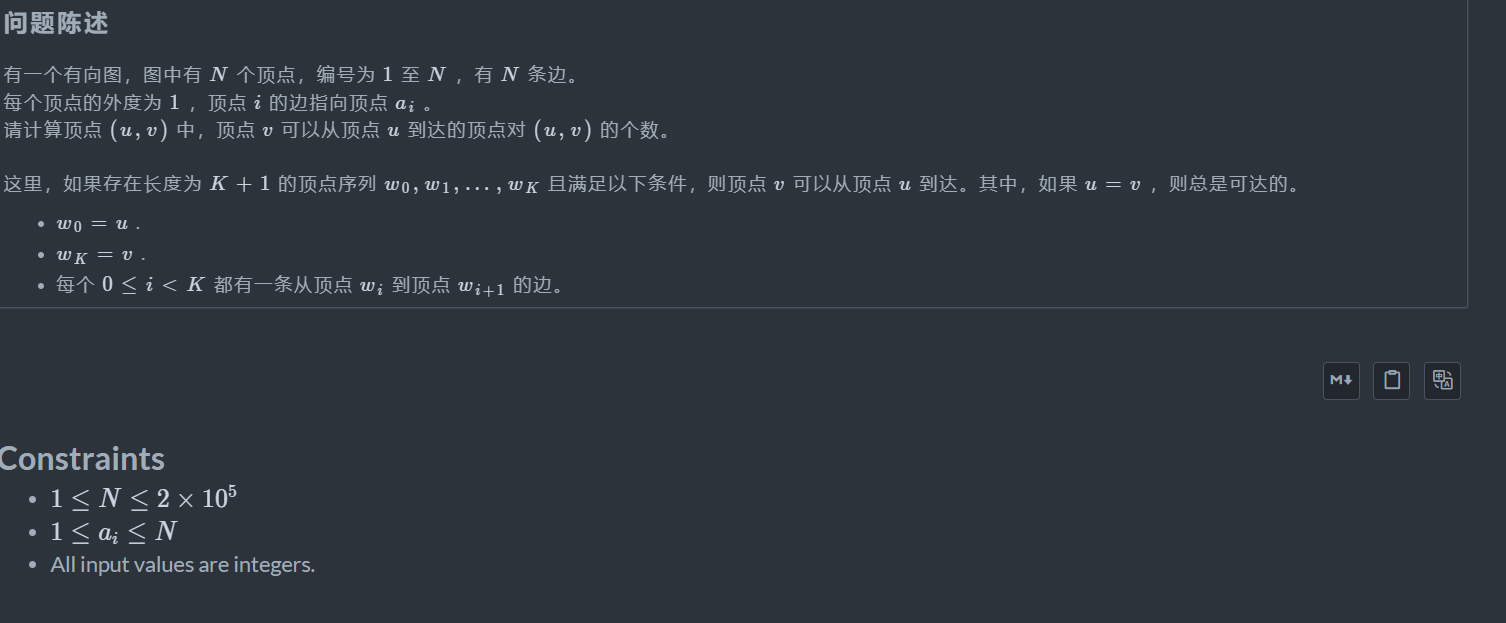 问题陈述
有一个有向图，图中有 N 个顶点，编号为 1 至 N ，有 N 条边。
每个顶点的外度为 1 ，顶点 i 的边指向顶点 a_i 。
请计算顶点 (u, v) 中，顶点 v 可以从顶点 u 到达的顶点对 (u, v) 的个数。
这里，如果存在长度为 K + 1 的顶点序列 w_0, w_1, …, w_K 且满足以下条件，则顶点 v 可以从顶点 u 到达。其中，如果 u = v ，则总是可达的。
• w_0 = u .
• w_K = v .
• 每个 0 ≤ i < K 都有一条从顶点 w_i 到顶点 w_{i+1} 的边。
M↓
中 A
Constraints
• 1 ≤ N ≤ 2 × 10^5
• 1 ≤ a_i ≤ N
• All input values are integers.